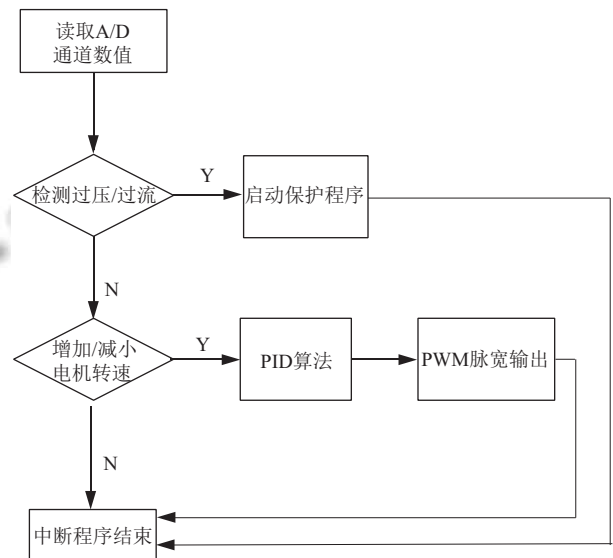 读取A/D
通道数值
检测过压/过流
Y
启动保护程序
N
增加/减小
电机转速
Y
PID算法
PWM脉宽输出
N
中断程序结束